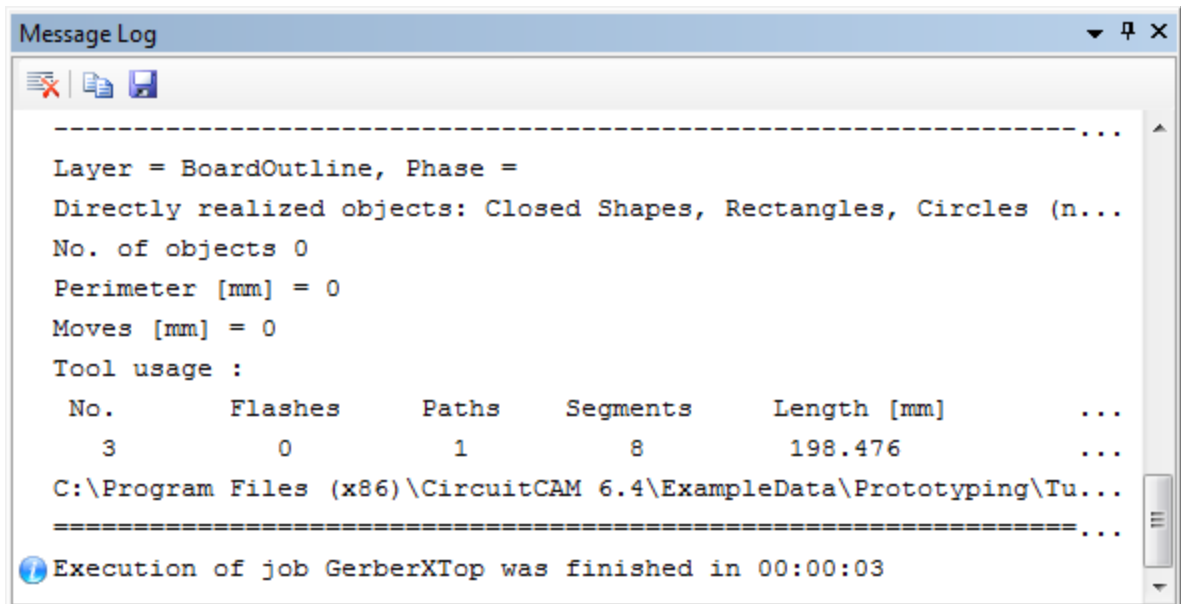 Message Log
-----------------------------------------------------------------...
Layer = BoardOutline, Phase =
Directly realized objects: Closed Shapes, Rectangles, Circles (n...
No. of objects 0
Perimeter [mm] = 0
Moves [mm] = 0
Tool usage :
No. Flashes Paths Segments Length [mm] ...
3 0 1 8 198.476 ...
C:\Program Files (x86)\CircuitCAM 6.4\ExampleData\Prototyping\Tu...
=================================================================...
Execution of job GerberXTop was finished in 00:00:03